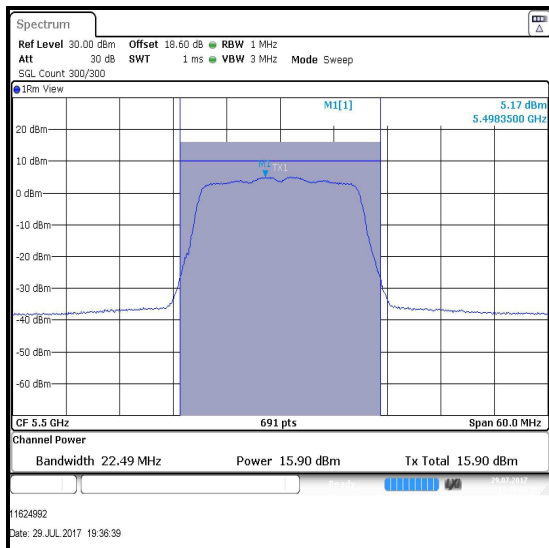 Spectrum
Ref Level 30.00 dBm Offset 18.60 dB RBW 1 MHz
Att 30 dB SWT 1 ms VBW 3 MHz Mode Sweep
SGL Count 300/300
1Rm View
M1[1] 5.17 dBm
5.4983500 GHz
20 dBm
10 dBm
M1 TX1
0 dBm
-10 dBm
-20 dBm
-30 dBm
-40 dBm
-50 dBm
-60 dBm
CF 5.5 GHz 691 pts Span 60.0 MHz
Channel Power
Bandwidth 22.49 MHz Power 15.90 dBm Tx Total 15.90 dBm
Ready 29.07.2017
11624992
Date: 29.JUL.2017 19:36:39